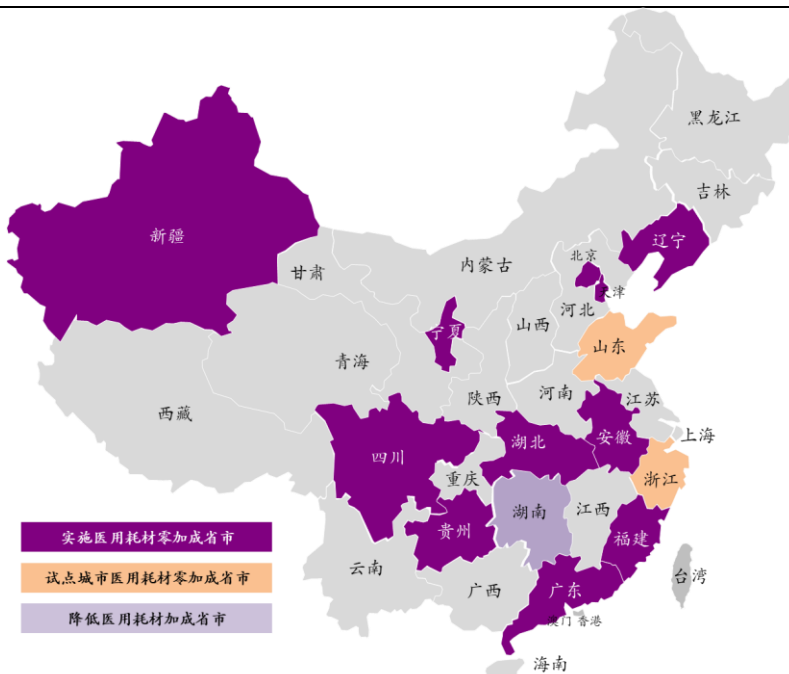 黑龙江
吉林
辽宁
新疆
北京
内蒙古
甘肃
天津
河北
山西
宁夏
山东
青海
河南
陕西
江苏
西藏
上海
湖北
安徽
四川
重庆
浙江
湖南
江西
贵州
福建
云南
台湾
广西
广东
澳门 香港
海南
实施医用耗材零加成省市
试点城市医用耗材零加成省市
降低医用耗材加成省市